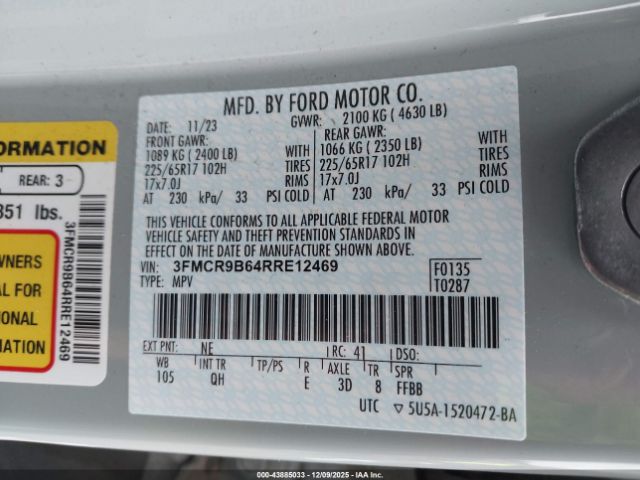 MFD. BY FORD MOTOR CO.
DATE: 11/23 GVWR: 2100 KG ( 4630 LB)
FRONT GAWR: REAR GAWR:
1089 KG ( 2400 LB) WITH 1066 KG ( 2350 LB) WITH
225/65R17 102H TIRES 225/65R17 102H TIRES
17x7.0J RIMS 17x7.0J RIMS
AT 230 kPa/ 33 PSI COLD AT 230 kPa/ 33 PSI COLD
THIS VEHICLE CONFORMS TO ALL APPLICABLE FEDERAL MOTOR
VEHICLE SAFETY AND THEFT PREVENTION STANDARDS IN
EFFECT ON THE DATE OF MANUFACTURE SHOWN ABOVE.
VIN: 3FMCR9B64RRE12469 F0135
TYPE: MPV T0287
EXT PNT: NE RC: 41 DSO:
WB INT TR TP/PS R AXLE TR SPR
105 QH E 3D 8 FFBB
UTC ▽ 5U5A-1520472-BA
ORMATION
REAR: 3
851 lbs.
WNERS
AL FOR
IONAL
MATION
3FMCR9B64RRE12469
000-43885033 - 12/09/2025 - IAAI.COM